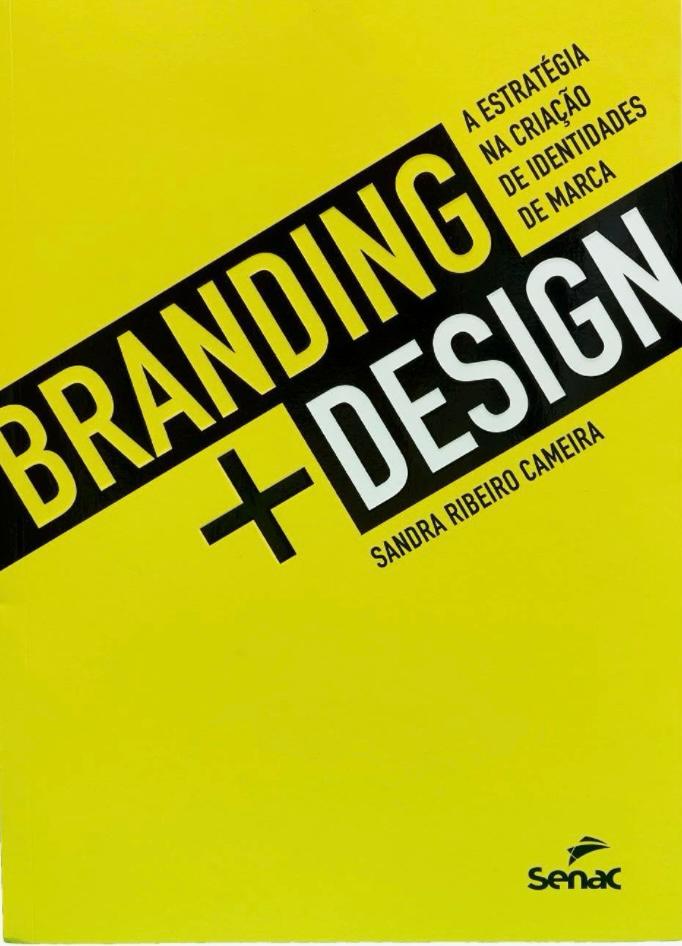 BRANDING
+ DESIGN
A ESTRATÉGIA
NA CRIAÇÃO
DE IDENTIDADES
DE MARCA
SANDRA RIBEIRO CAMEIRA
senac